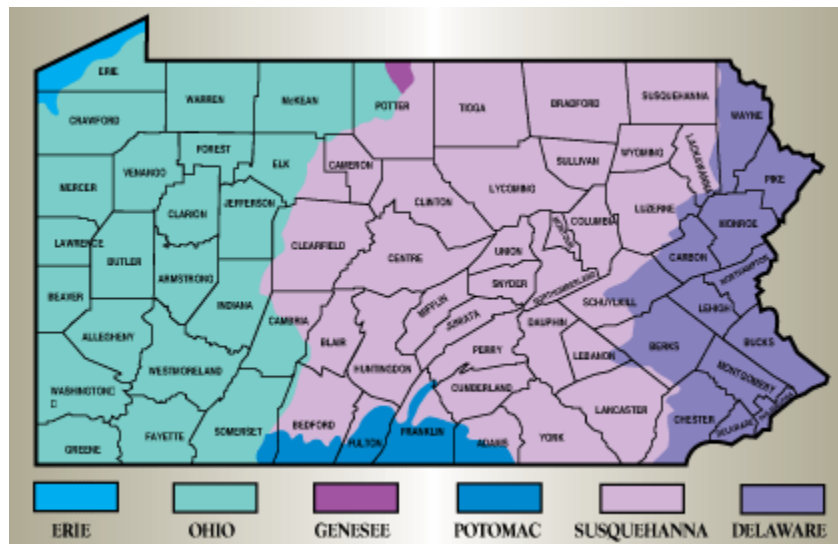 ERIE
WARREN
McKEAN
POTTER
TIOGA
BRADFORD
SUSQUEHANNA
WAYNE
CRAWFORD
FOREST
ELK
CAMERON
SULLIVAN
WYOMING
LACKAWANNA
PIKE
MERCER
VENANGO
CLARION
JEFFERSON
CLINTON
LYCOMING
COLUMBIA
LUZERNE
MONROE
LAWRENCE
BUTLER
ARMSTRONG
CLEARFIELD
CENTRE
UNION
MONTOUR
CARBON
NORTHAMPTON
BEAVER
INDIANA
SNYDER
NORTHUMBERLAND
SCHUYLKILL
LEHIGH
ALLEGHENY
CAMBRIA
BLAIR
MIFFLIN
JUNIATA
DAUPHIN
BERKS
BUCKS
WESTMORELAND
HUNTINGDON
PERRY
LEBANON
MONTGOMERY
WASHINGTON
CUNDERLAND
LANCASTER
GREENE
FAYETTE
SOMERSET
BEDFORD
FULTON
FRANKLIN
ADAMS
YORK
CHESTER
DELAWARE
ERIE
OHIO
GENESEE
POTOMAC
SUSQUEHANNA
DELAWARE